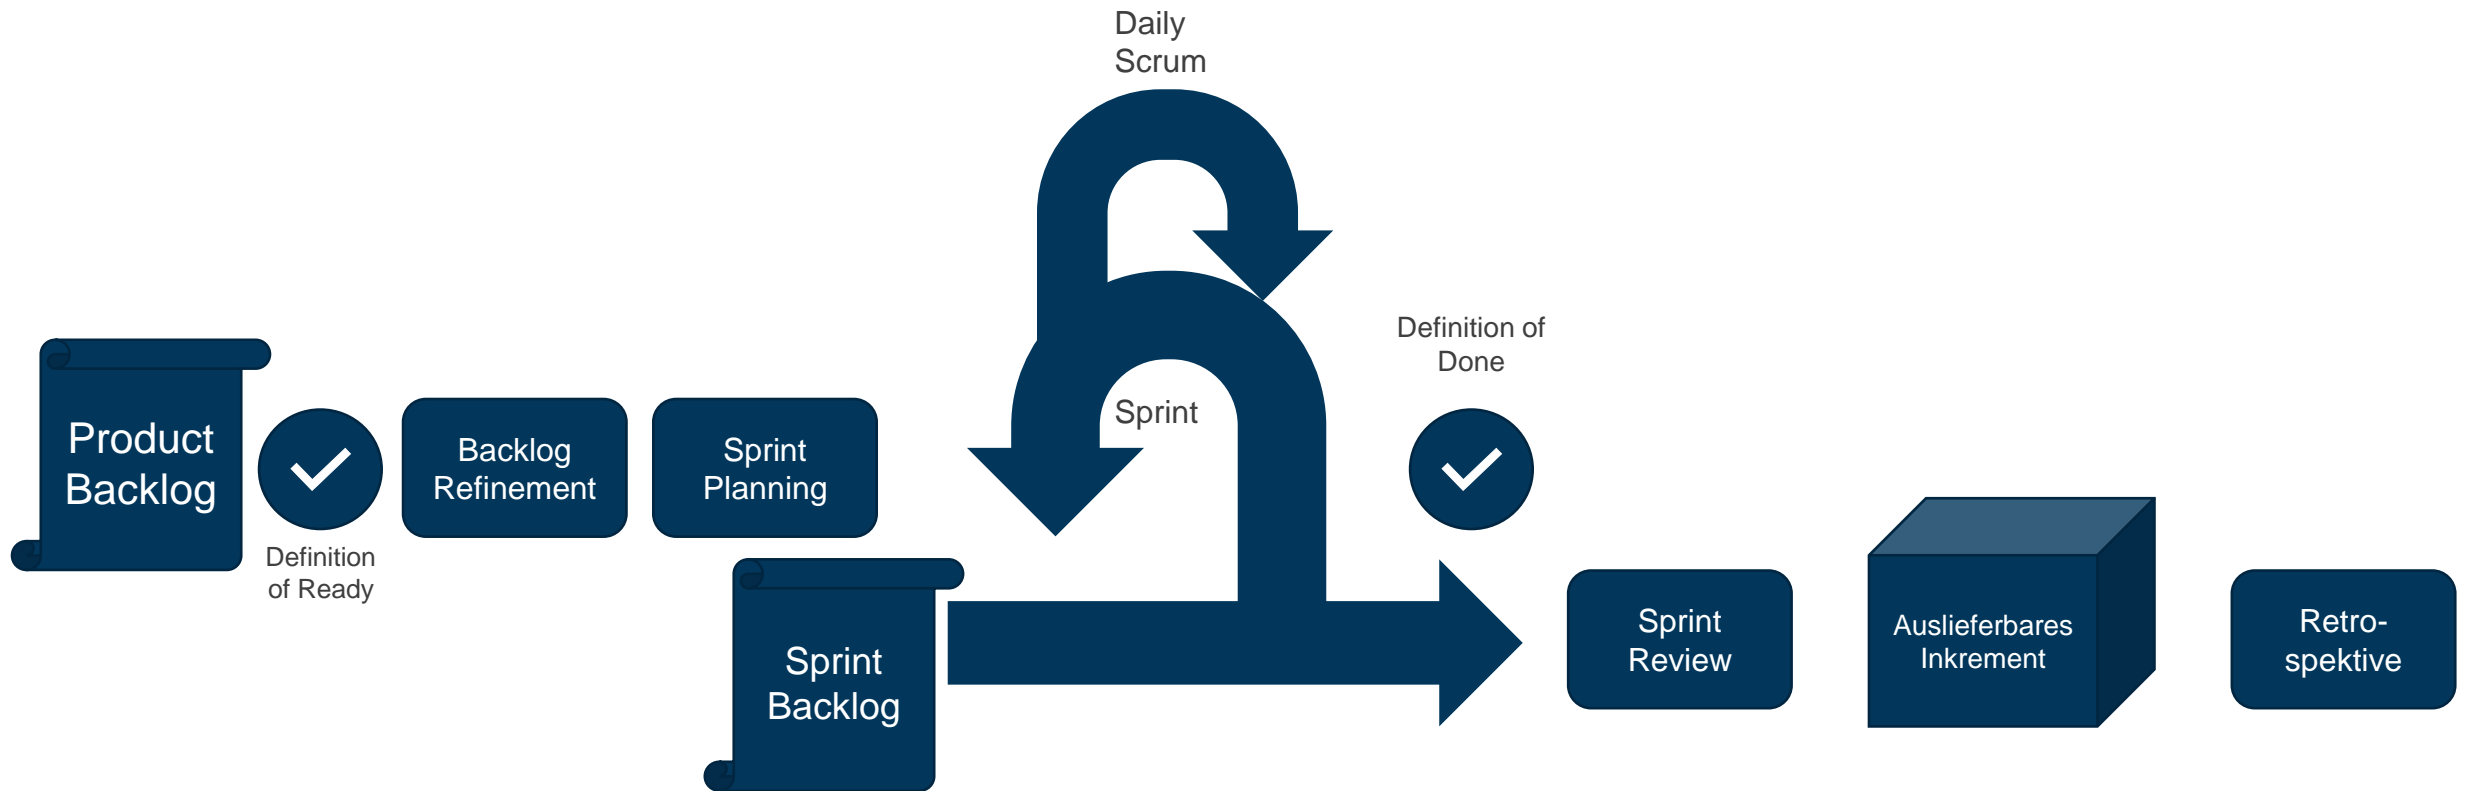 Daily
Scrum
Definition of
Done
Product
Backlog
Definition
of Ready
Backlog
Refinement
Sprint
Planning
Sprint
Sprint
Backlog
Sprint
Review
Auslieferbares
Inkrement
Retro-
spektive